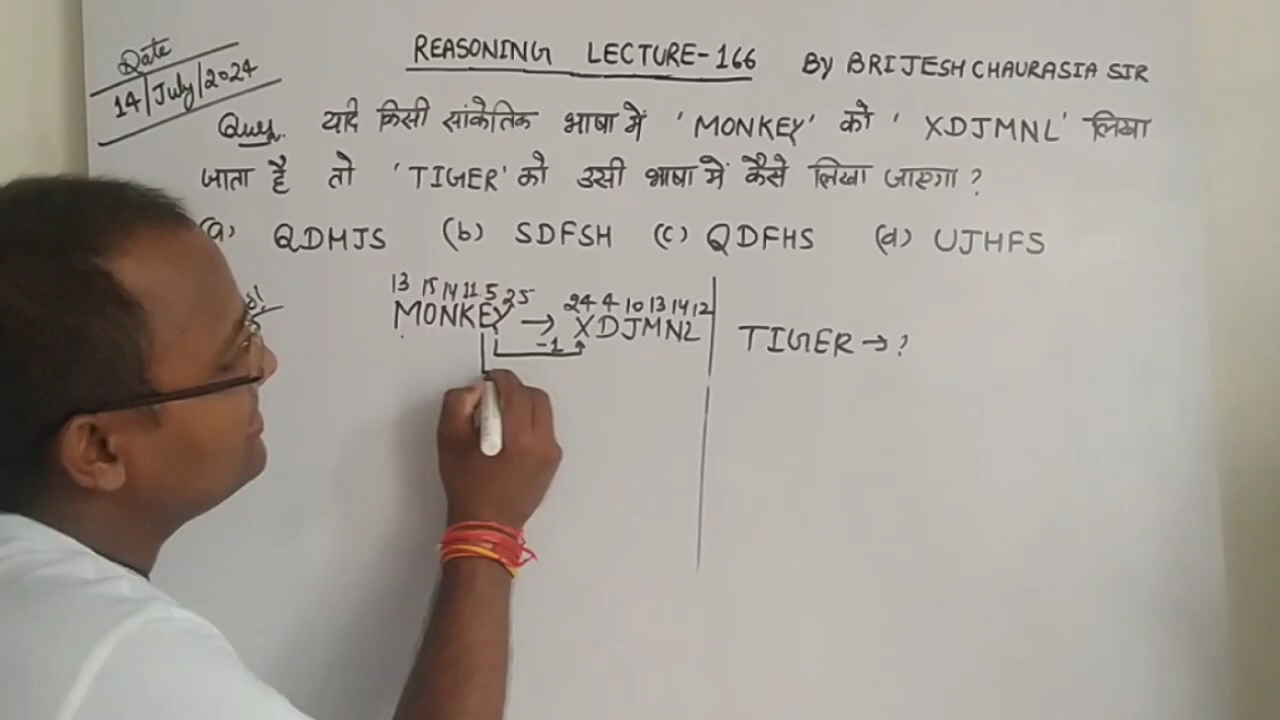 REASONING LECTURE-166 By BRIJESH CHAURASIA SIR
Date
14/July/2024
Ques. यदि किसी सांकेतिक भाषा में 'MONKEY' को 'XDJMNL' लिखा
जाता है तो 'TIGER' को उसी भाषा में कैसे लिखा जाएगा ?
(a) QDHJS (b) SDFSH (c) QDFHS (d) UJHFS
13 15 14 11 5 25 24 4 10 13 14 12
MONKEY → XDJMNL TIGER → ?
-1